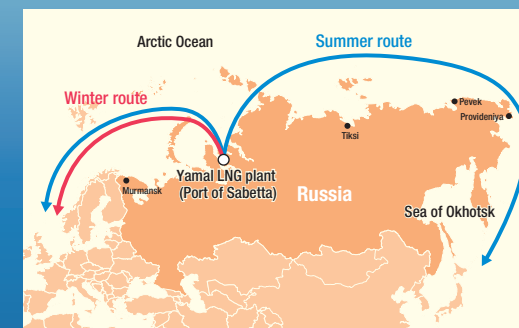 Arctic Ocean
Summer route
Winter route
Pevek
Provideniya
Tiksi
Yamal LNG plant
(Port of Sabetta)
Murmansk
Russia
Sea of Okhotsk